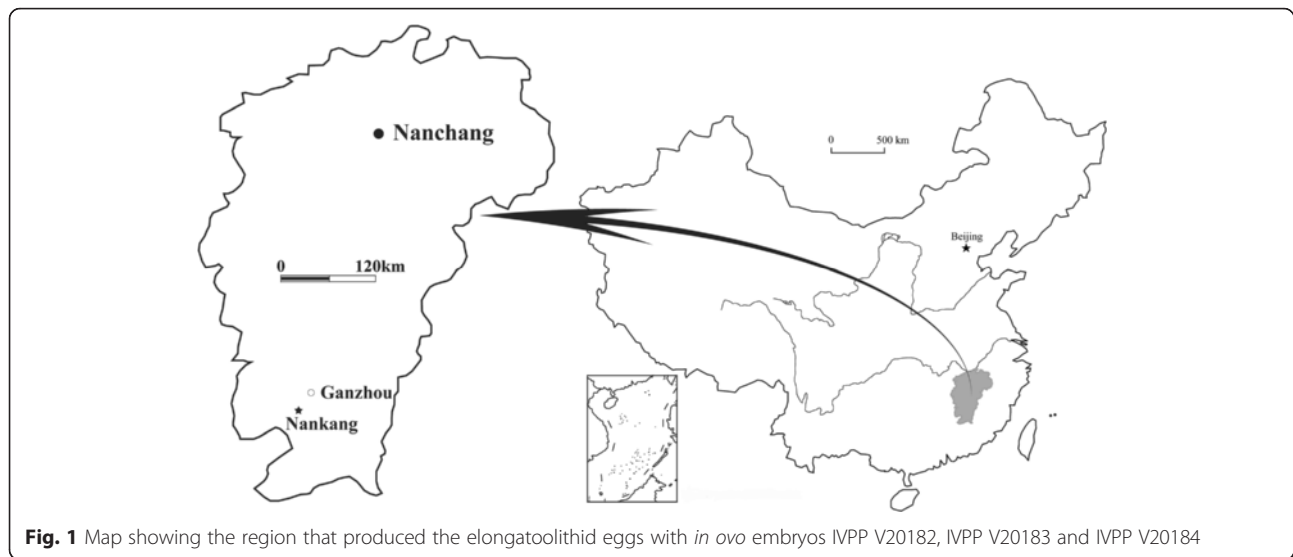 Nanchang
0 120km
Ganzhou
Nankang
0 500 km
Beijing
Fig. 1 Map showing the region that produced the elongatoolithid eggs with in ovo embryos IVPP V20182, IVPP V20183 and IVPP V20184